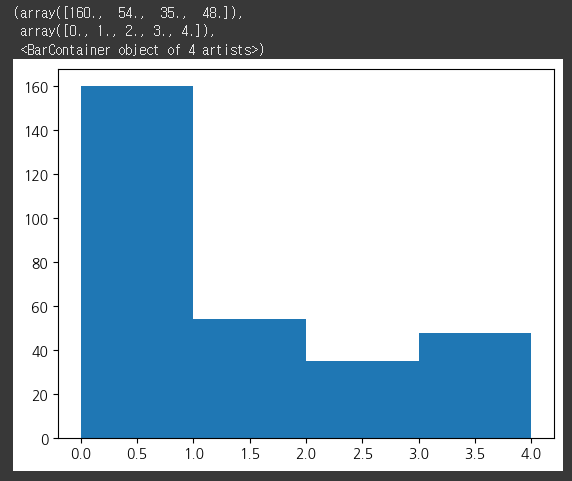 (array([160., 54., 35., 48.]),
array([0., 1., 2., 3., 4.]),
<BarContainer object of 4 artists>)
160
140
120
100
80
60
40
20
0
0.0 0.5 1.0 1.5 2.0 2.5 3.0 3.5 4.0